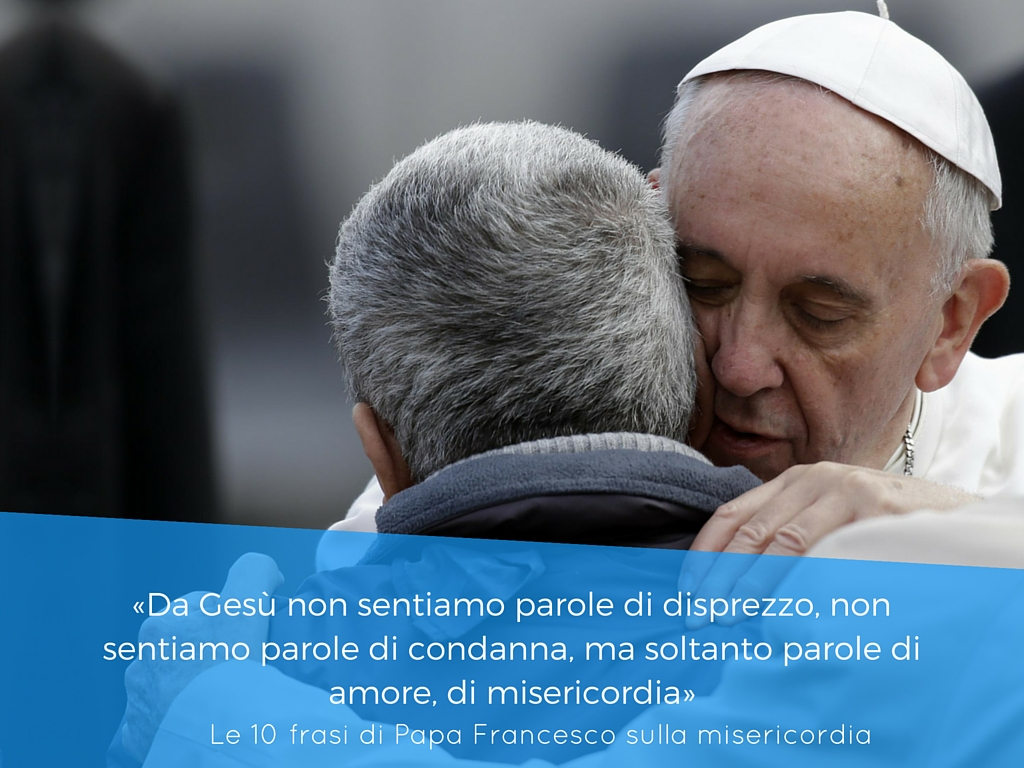 «Da Gesù non sentiamo parole di disprezzo, non
sentiamo parole di condanna, ma soltanto parole di
amore, di misericordia»
Le 10 frasi di Papa Francesco sulla misericordia